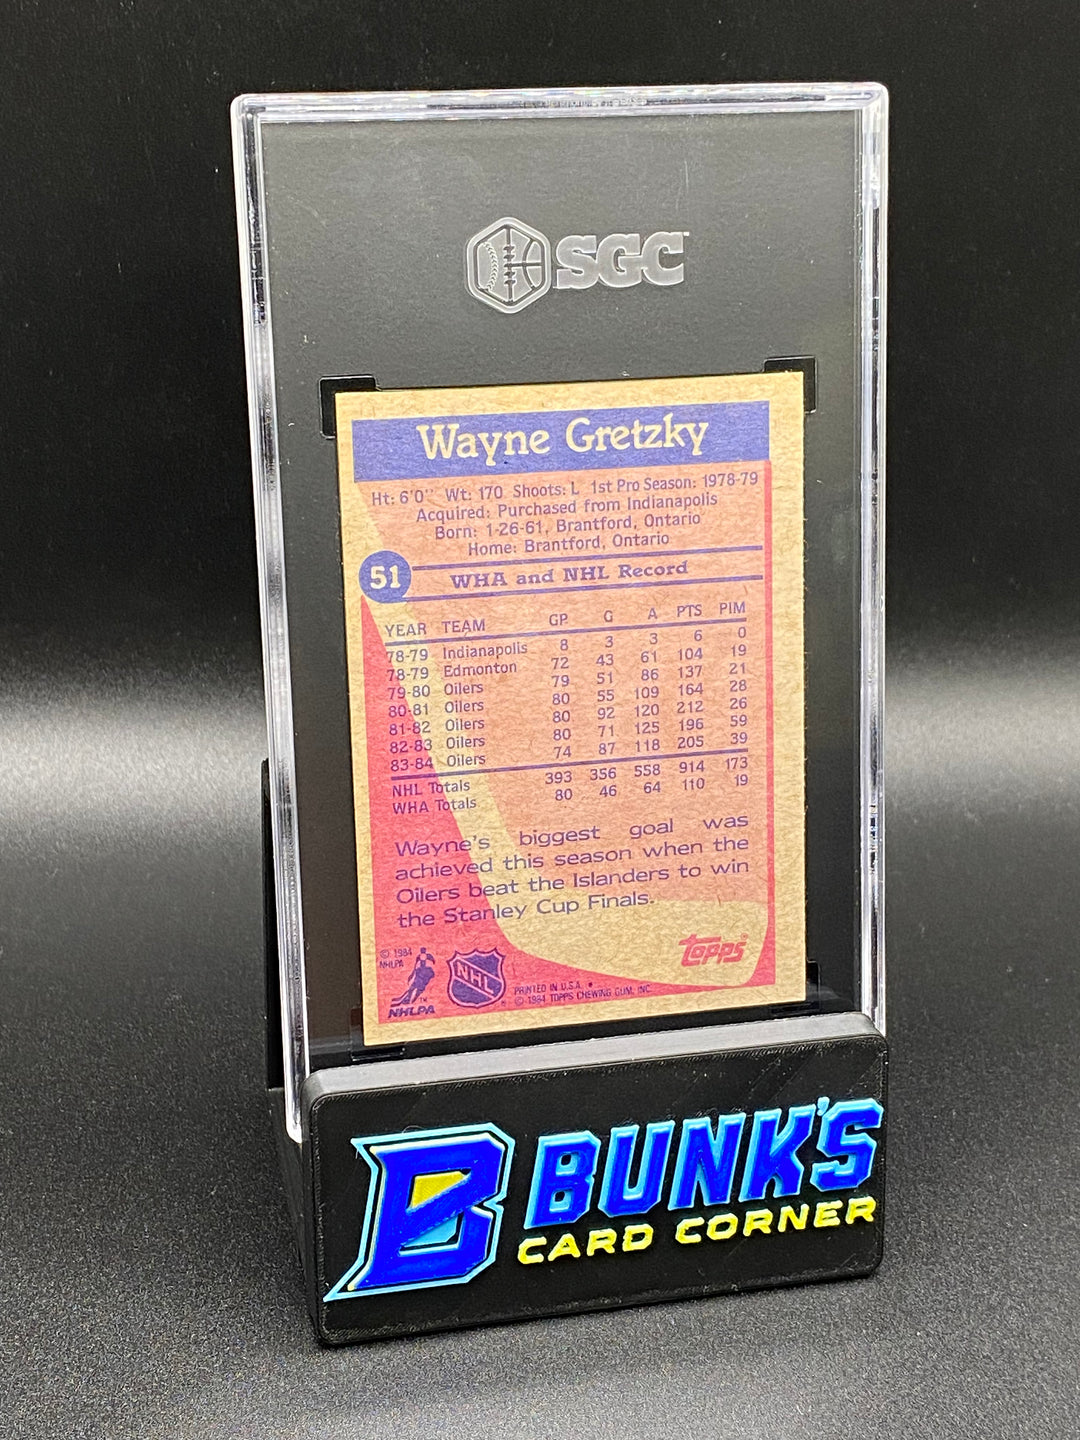 SGC
Wayne Gretzky
Ht: 6'0" Wt: 170 Shoots: L 1st Pro Season: 1978-79
Acquired: Purchased from Indianapolis
Born: 1-26-61, Brantford, Ontario
Home: Brantford, Ontario
51 WHA and NHL Record
YEAR TEAM GP G A PTS PIM
78-79 Indianapolis 8 3 3 6 0
78-79 Edmonton 72 43 61 104 19
79-80 Oilers 79 51 86 137 21
80-81 Oilers 80 55 109 164 28
81-82 Oilers 80 92 120 212 26
82-83 Oilers 80 71 125 196 59
83-84 Oilers 74 87 118 205 39
NHL Totals 393 356 558 914 173
WHA Totals 80 46 64 110 19
Wayne's biggest goal was
achieved this season when the
Oilers beat the Islanders to win
the Stanley Cup Finals.
topps®
© 1984
NHLPA
NHL ®
™
NHLPA
PRINTED IN U.S.A.
© 1984 TOPPS CHEWING GUM, INC.
B BUNK'S
CARD CORNER